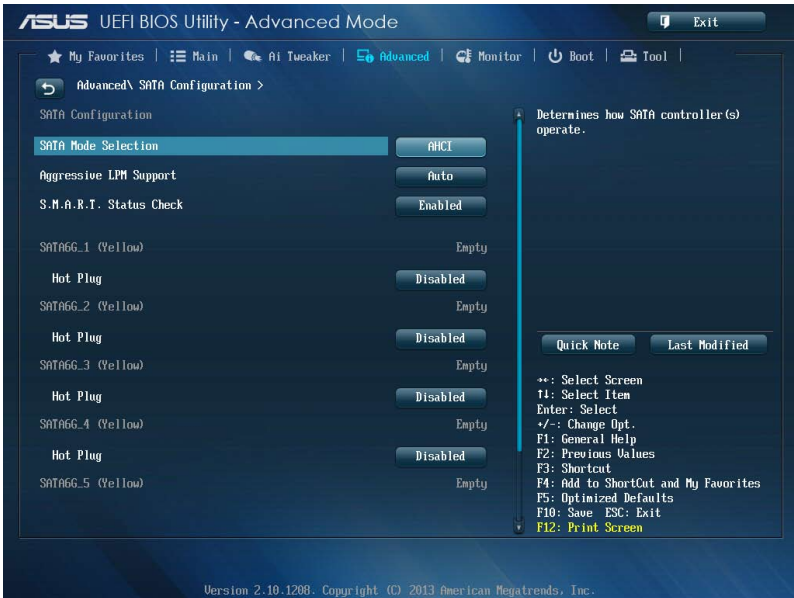 ASUS UEFI BIOS Utility - Advanced Mode
Exit
My Favorites | Main | Ai Tweaker | Advanced | Monitor | Boot | Tool |
Advanced\ SATA Configuration >
SATA Configuration
SATA Mode Selection AHCI
Aggressive LPM Support Auto
S.M.A.R.T. Status Check Enabled
SATA6G_1 (Yellow) Empty
Hot Plug Disabled
SATA6G_2 (Yellow) Empty
Hot Plug Disabled
SATA6G_3 (Yellow) Empty
Hot Plug Disabled
SATA6G_4 (Yellow) Empty
Hot Plug Disabled
SATA6G_5 (Yellow) Empty
Determines how SATA controller(s)
operate.
Quick Note Last Modified
→←: Select Screen
↑↓: Select Item
Enter: Select
+/-: Change Opt.
F1: General Help
F2: Previous Values
F3: Shortcut
F4: Add to ShortCut and My Favorites
F5: Optimized Defaults
F10: Save ESC: Exit
F12: Print Screen
Version 2.10.1208. Copyright (C) 2013 American Megatrends, Inc.